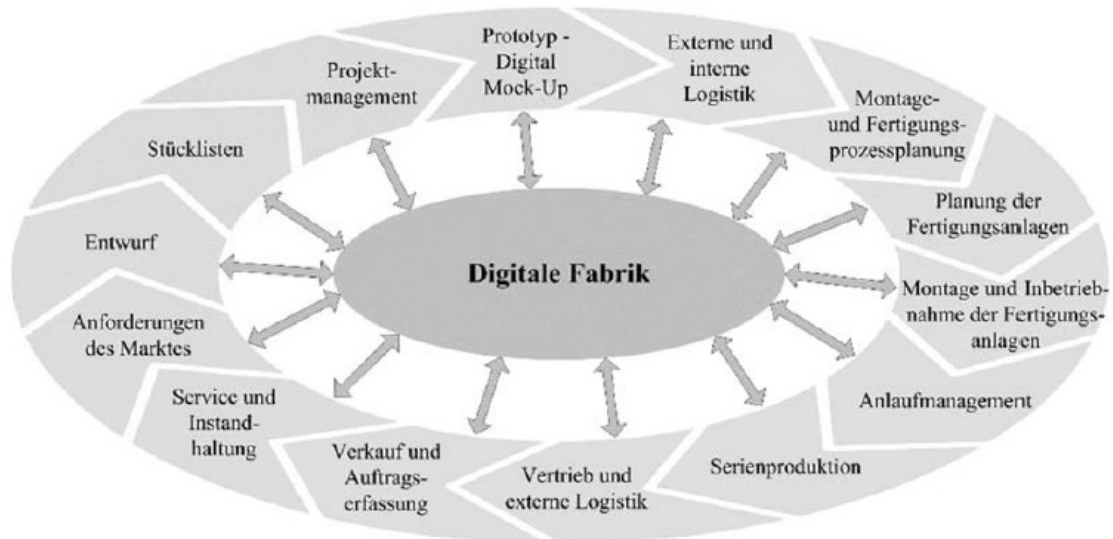 Prototyp -
Digital
Mock-Up
Externe und
interne
Logistik
Montage-
und Fertigungs-
prozessplanung
Planung der
Fertigungsanlagen
Montage und Inbetrieb-
nahme der Fertigungs-
anlagen
Anlaufmanagement
Serienproduktion
Vertrieb und
externe Logistik
Verkauf und
Auftrags-
erfassung
Service und
Instand-
haltung
Anforderungen
des Marktes
Entwurf
Stücklisten
Projekt-
management
Digitale Fabrik